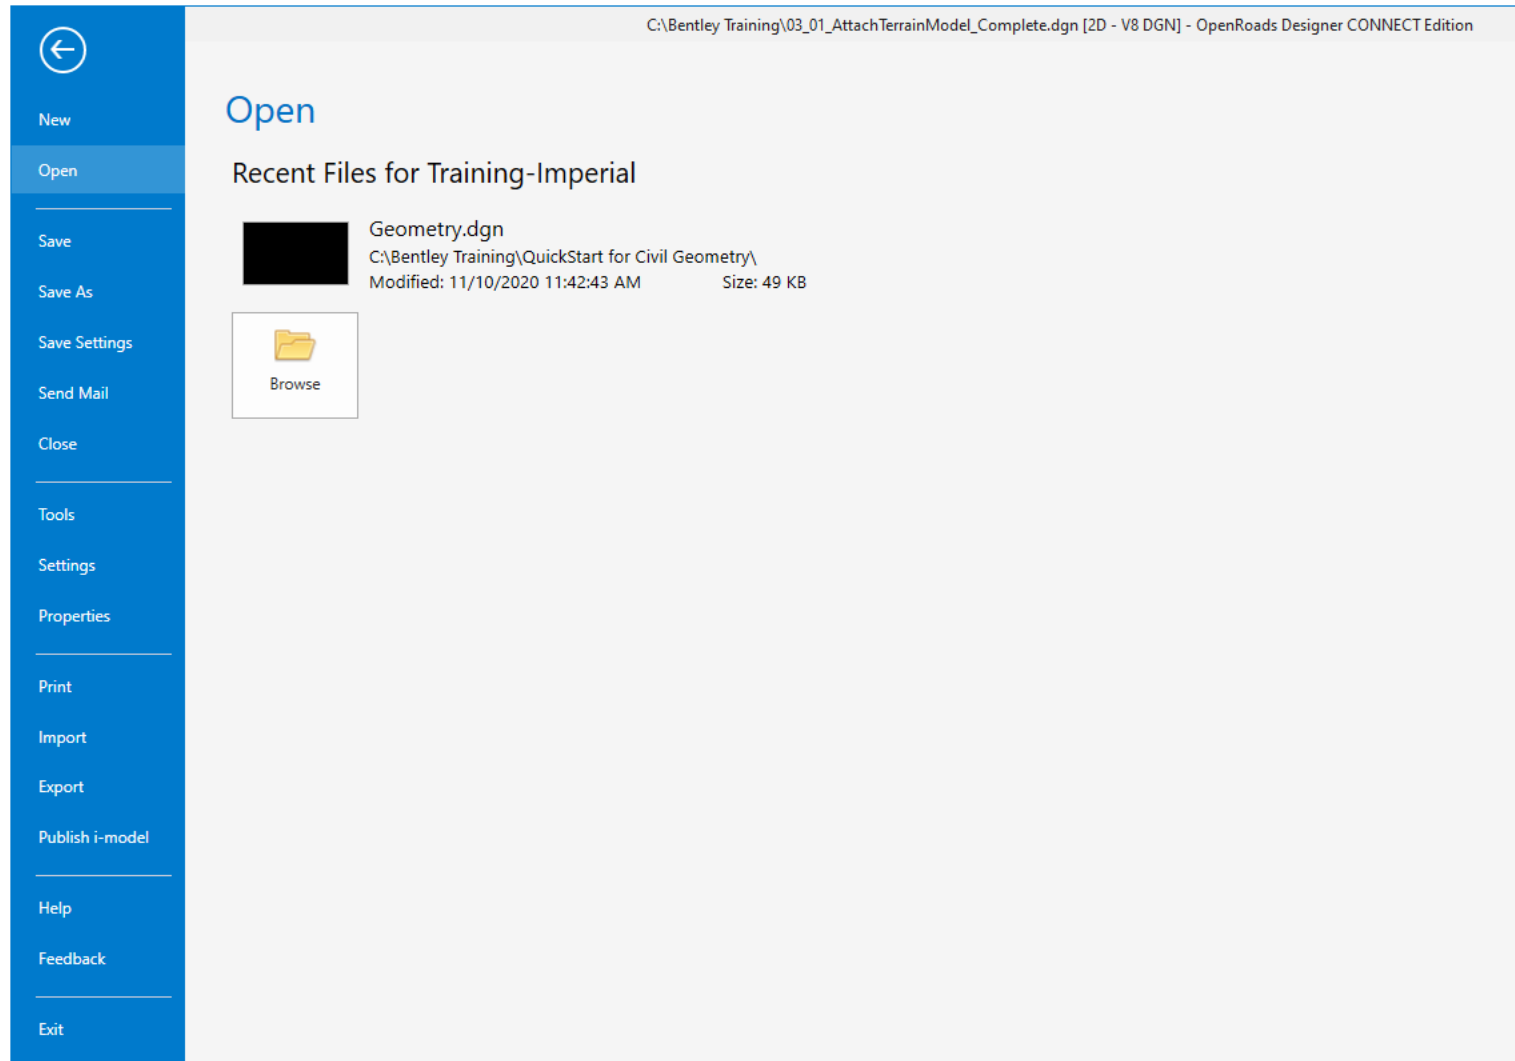 C:\Bentley Training\03_01_AttachTerrainModel_Complete.dgn [2D - V8 DGN] - OpenRoads Designer CONNECT Edition
New
Open
Save
Save As
Save Settings
Send Mail
Close
Tools
Settings
Properties
Print
Import
Export
Publish i-model
Help
Feedback
Exit
Open
Recent Files for Training-Imperial
Geometry.dgn
C:\Bentley Training\QuickStart for Civil Geometry\
Modified: 11/10/2020 11:42:43 AM Size: 49 KB
Browse